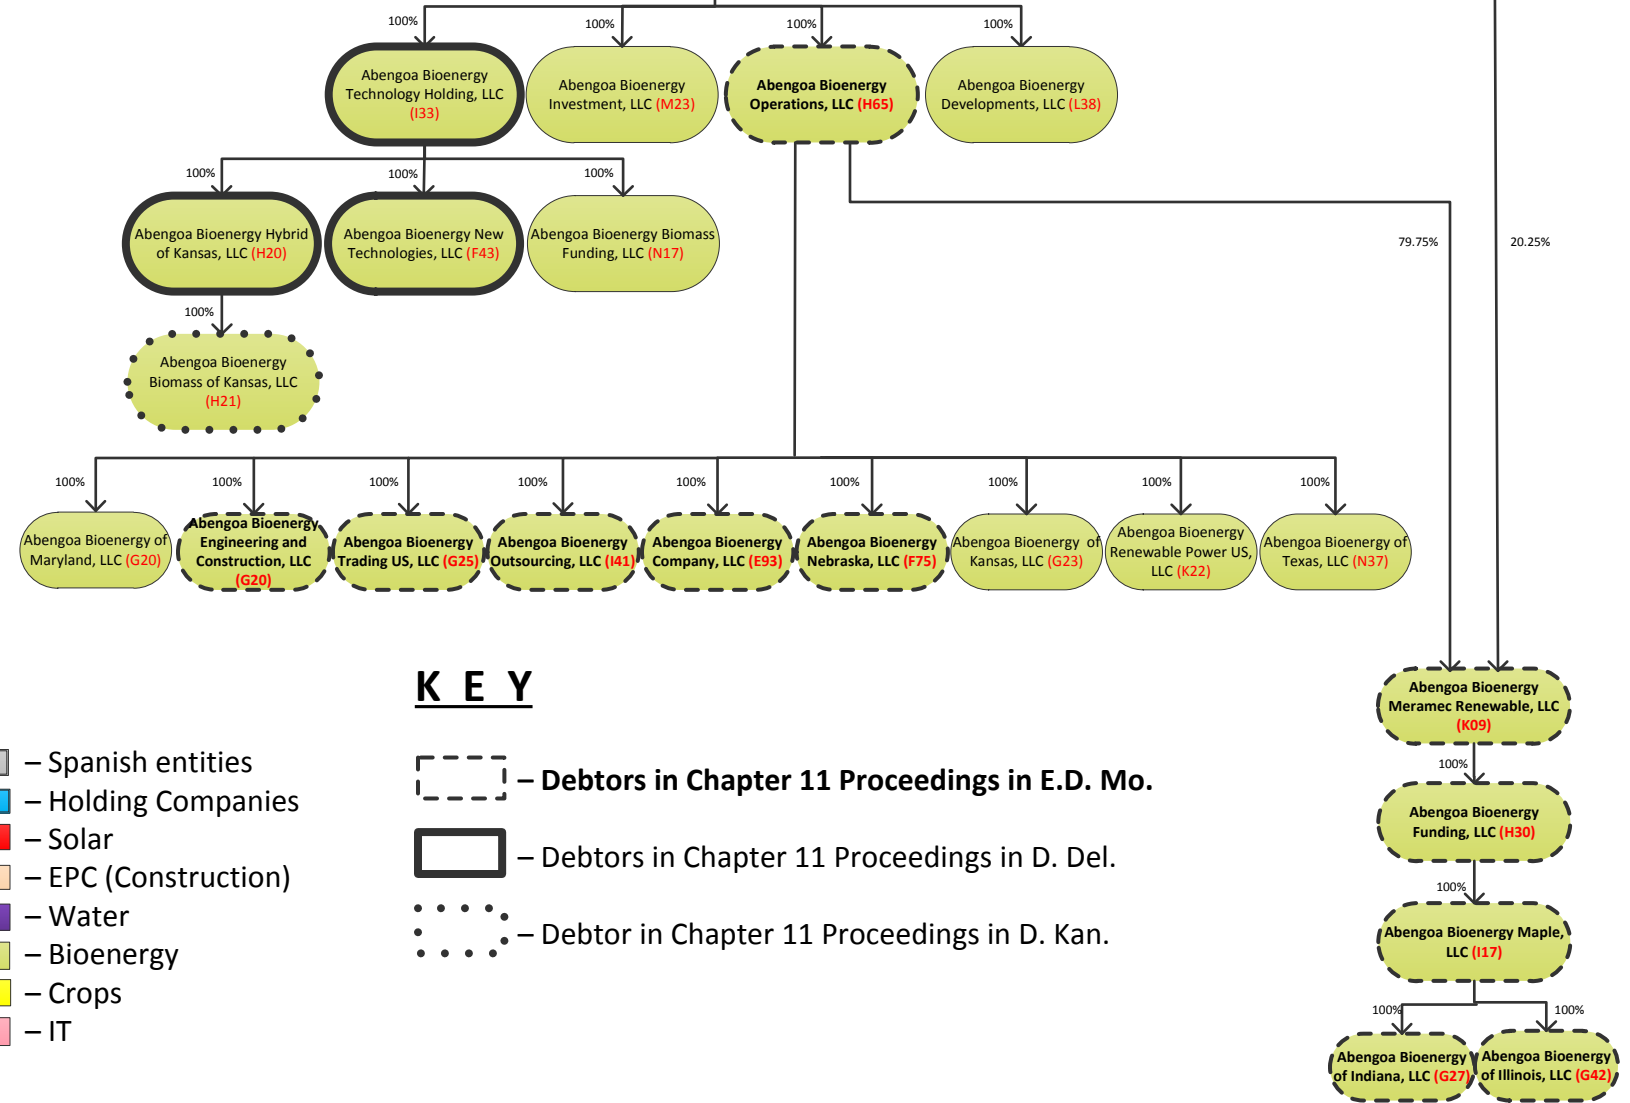 100%
100%
100%
100%
Abengoa Bioenergy
Technology Holding, LLC
(I33)
Abengoa Bioenergy
Investment, LLC (M23)
Abengoa Bioenergy
Operations, LLC (H65)
Abengoa Bioenergy
Developments, LLC (L38)
100%
100%
100%
Abengoa Bioenergy Hybrid
of Kansas, LLC (H20)
Abengoa Bioenergy New
Technologies, LLC (F43)
Abengoa Bioenergy Biomass
Funding, LLC (N17)
79.75%
20.25%
100%
Abengoa Bioenergy
Biomass of Kansas, LLC
(H21)
100%
100%
100%
100%
100%
100%
100%
100%
100%
Abengoa Bioenergy of
Maryland, LLC (G20)
Abengoa Bioenergy
Engineering and
Construction, LLC
(G20)
Abengoa Bioenergy
Trading US, LLC (G25)
Abengoa Bioenergy
Outsourcing, LLC (I41)
Abengoa Bioenergy
Company, LLC (E93)
Abengoa Bioenergy
Nebraska, LLC (F75)
Abengoa Bioenergy of
Kansas, LLC (G23)
Abengoa Bioenergy
Renewable Power US,
LLC (K22)
Abengoa Bioenergy of
Texas, LLC (N37)
Abengoa Bioenergy
Meramec Renewable, LLC
(K09)
100%
Abengoa Bioenergy
Funding, LLC (H30)
100%
Abengoa Bioenergy Maple,
LLC (I17)
100%
100%
Abengoa Bioenergy
of Indiana, LLC (G27)
Abengoa Bioenergy
of Illinois, LLC (G42)
K E Y
– Debtors in Chapter 11 Proceedings in E.D. Mo.
– Debtors in Chapter 11 Proceedings in D. Del.
– Debtor in Chapter 11 Proceedings in D. Kan.
– Spanish entities
– Holding Companies
– Solar
– EPC (Construction)
– Water
– Bioenergy
– Crops
– IT